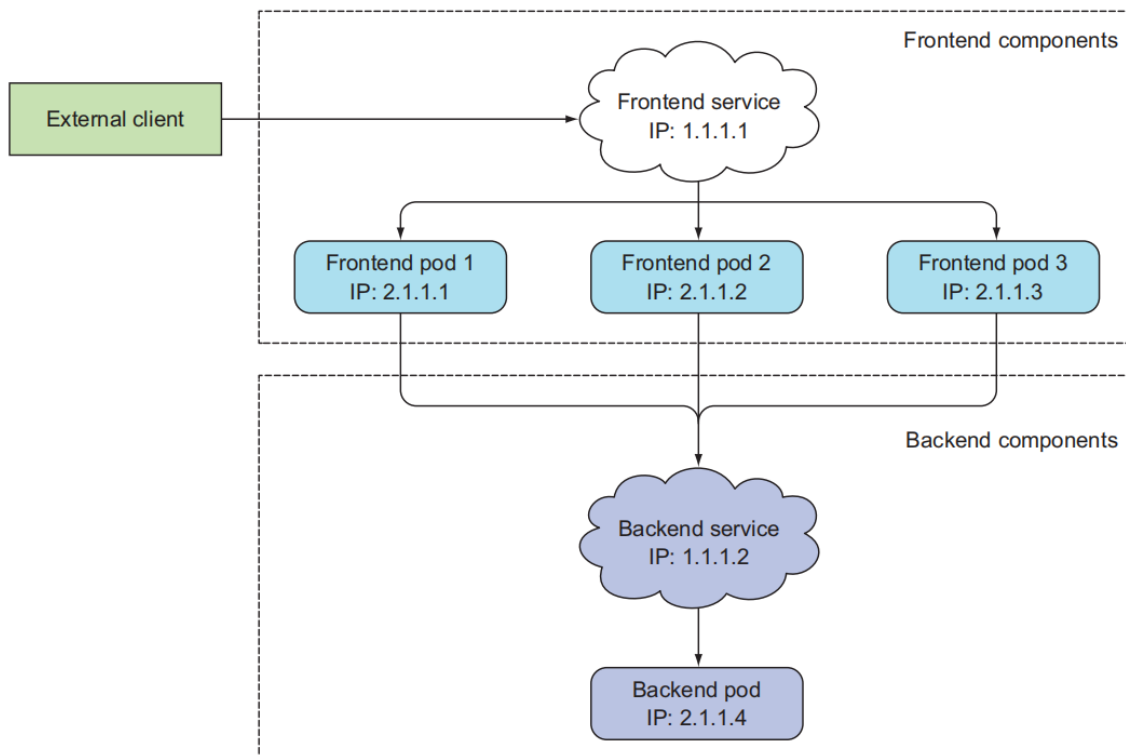 Frontend components
External client
Frontend service
IP: 1.1.1.1
Frontend pod 1
IP: 2.1.1.1
Frontend pod 2
IP: 2.1.1.2
Frontend pod 3
IP: 2.1.1.3
Backend components
Backend service
IP: 1.1.1.2
Backend pod
IP: 2.1.1.4